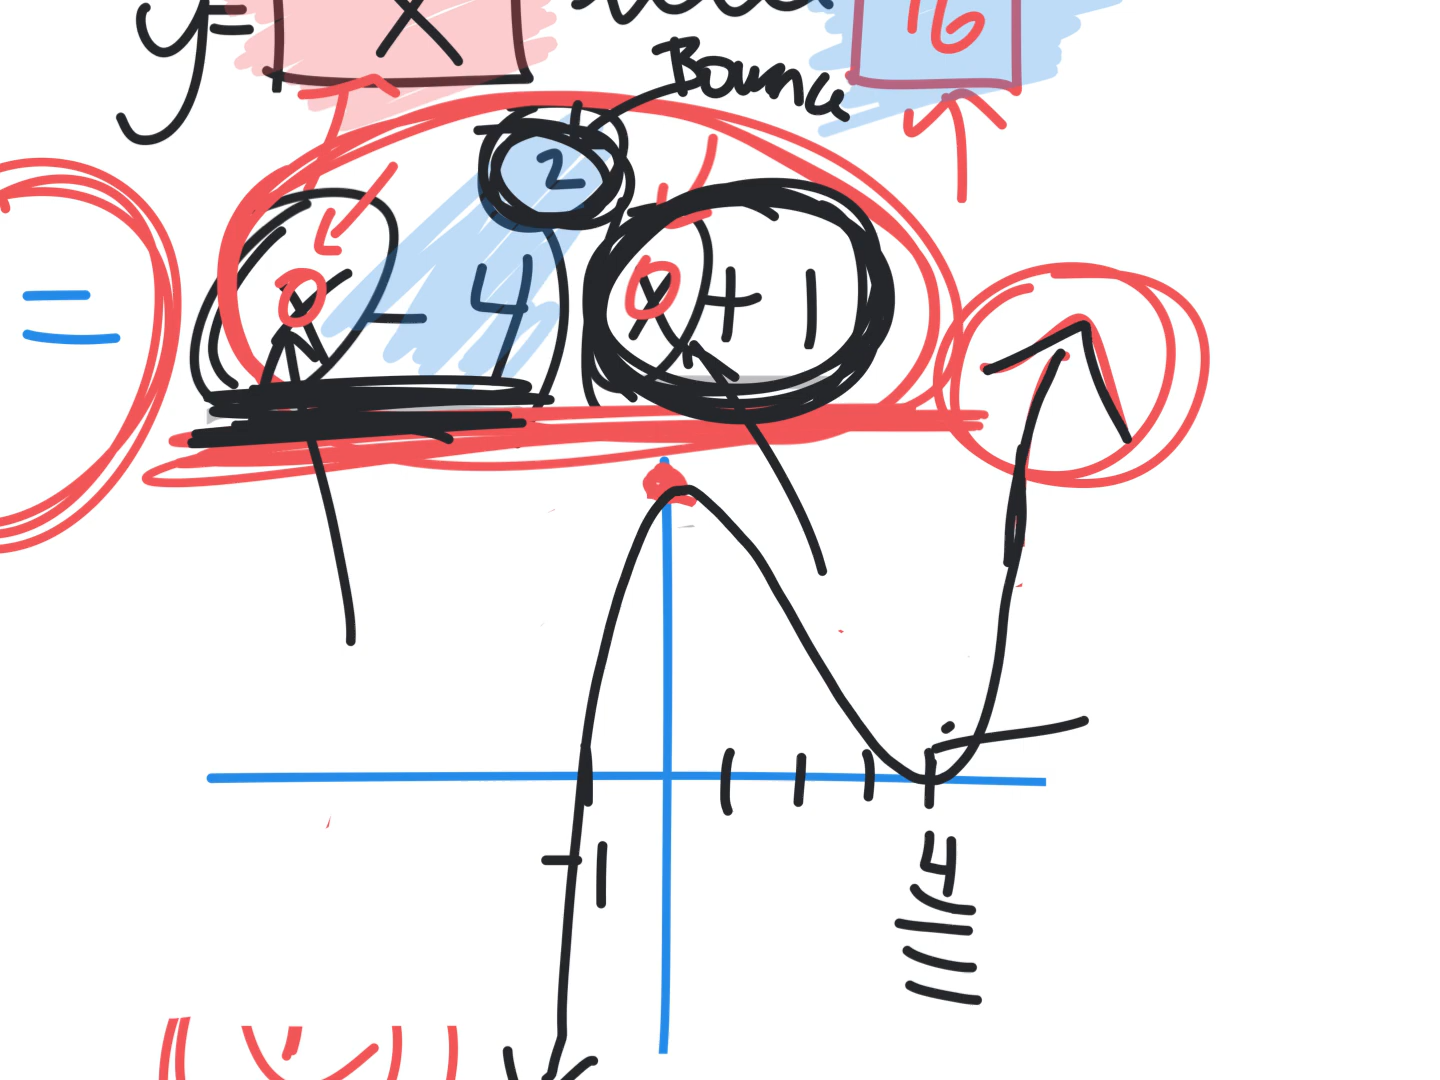 y= x 16
Bounce
= (x - 4)² (x + 1)
0 0
-1 4